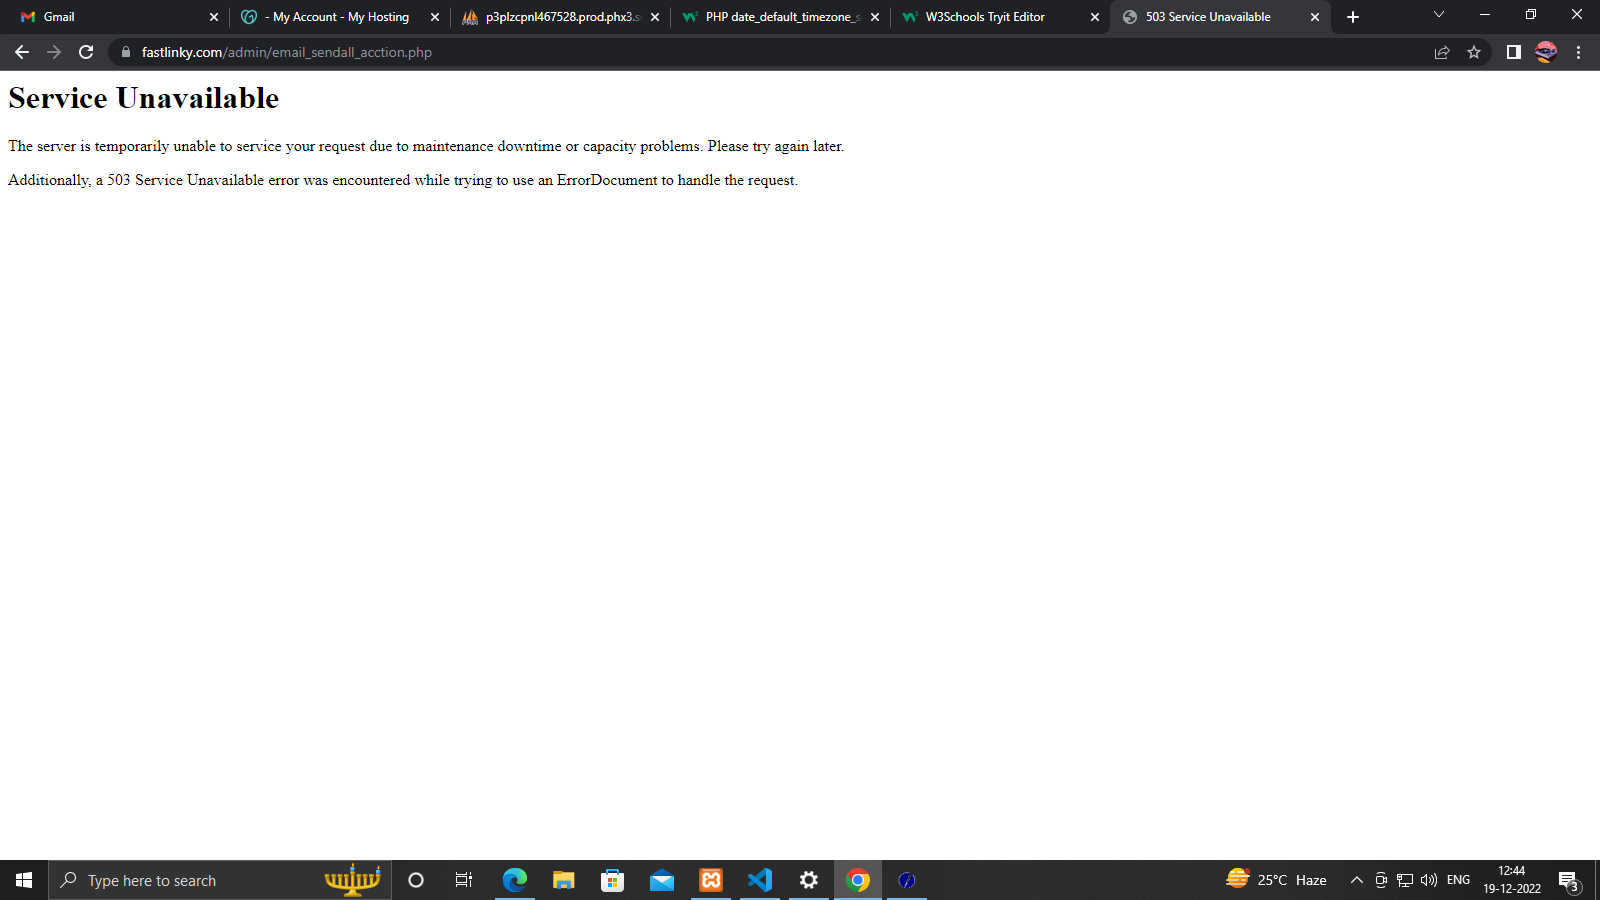 Gmail
- My Account - My Hosting
p3plzcpnl467528.prod.phx3.s
PHP date_default_timezone_s
W3Schools Tryit Editor
503 Service Unavailable
fastlinky.com/admin/email_sendall_acction.php
Service Unavailable
The server is temporarily unable to service your request due to maintenance downtime or capacity problems. Please try again later.
Additionally, a 503 Service Unavailable error was encountered while trying to use an ErrorDocument to handle the request.
Type here to search
25°C Haze
ENG
12:44
19-12-2022
3